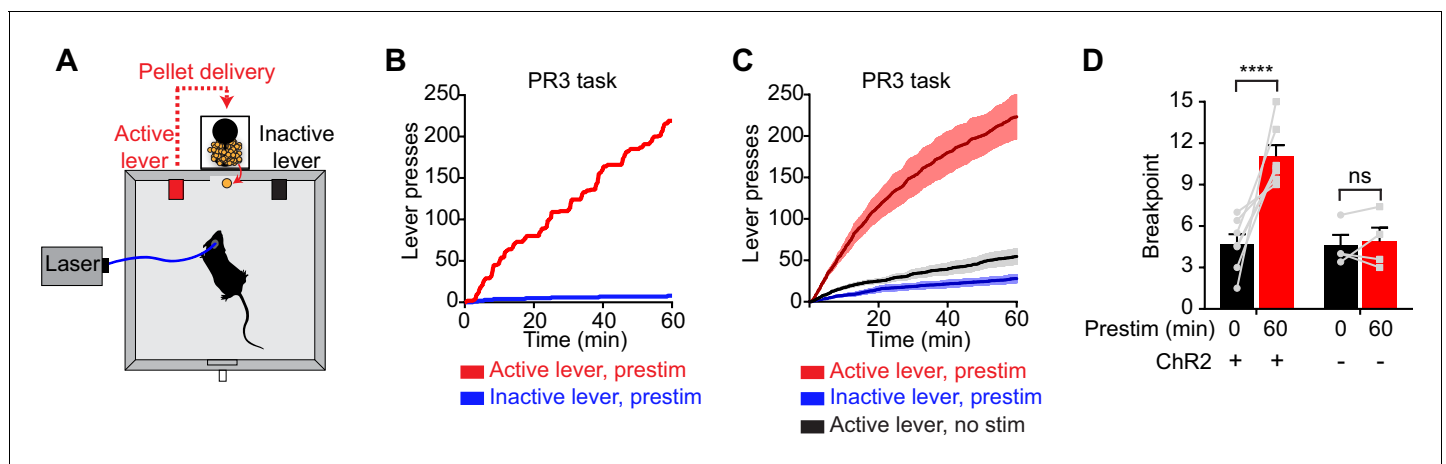 A
Pellet delivery
Active
lever
Inactive
lever
Laser
B
PR3 task
Lever presses
250
200
150
100
50
0
0
20
40
60
Time (min)
Active lever, prestim
Inactive lever, prestim
C
PR3 task
Lever presses
250
200
150
100
50
0
20
40
60
Time (min)
Active lever, prestim
Inactive lever, prestim
Active lever, no stim
D
****
ns
Breakpoint
15
12
9
6
3
0
Prestim (min) 0 60 0 60
ChR2 + + - -